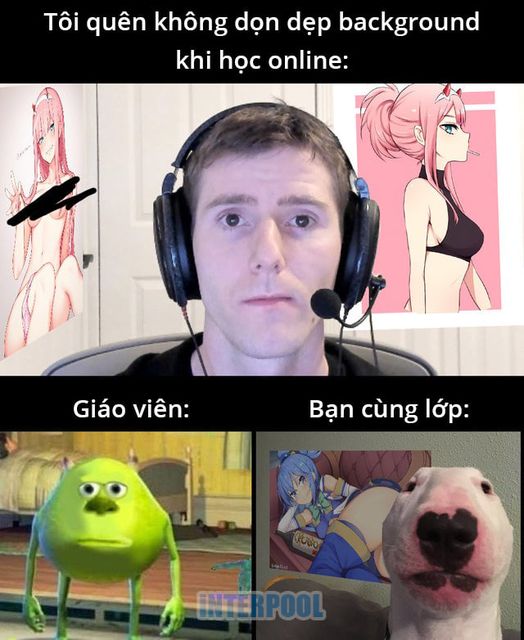 Tôi quên không dọn dẹp background
khi học online:
Giáo viên:
Bạn cùng lớp:
iNTERPOOL